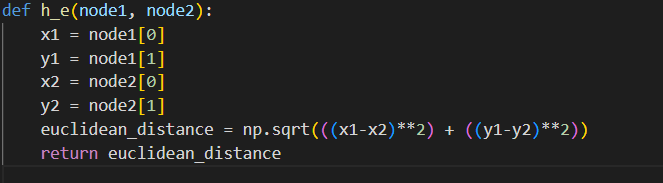 def h_e(node1, node2):
    x1 = node1[0]
    y1 = node1[1]
    x2 = node2[0]
    y2 = node2[1]
    euclidean_distance = np.sqrt(((x1-x2)**2) + ((y1-y2)**2))
    return euclidean_distance